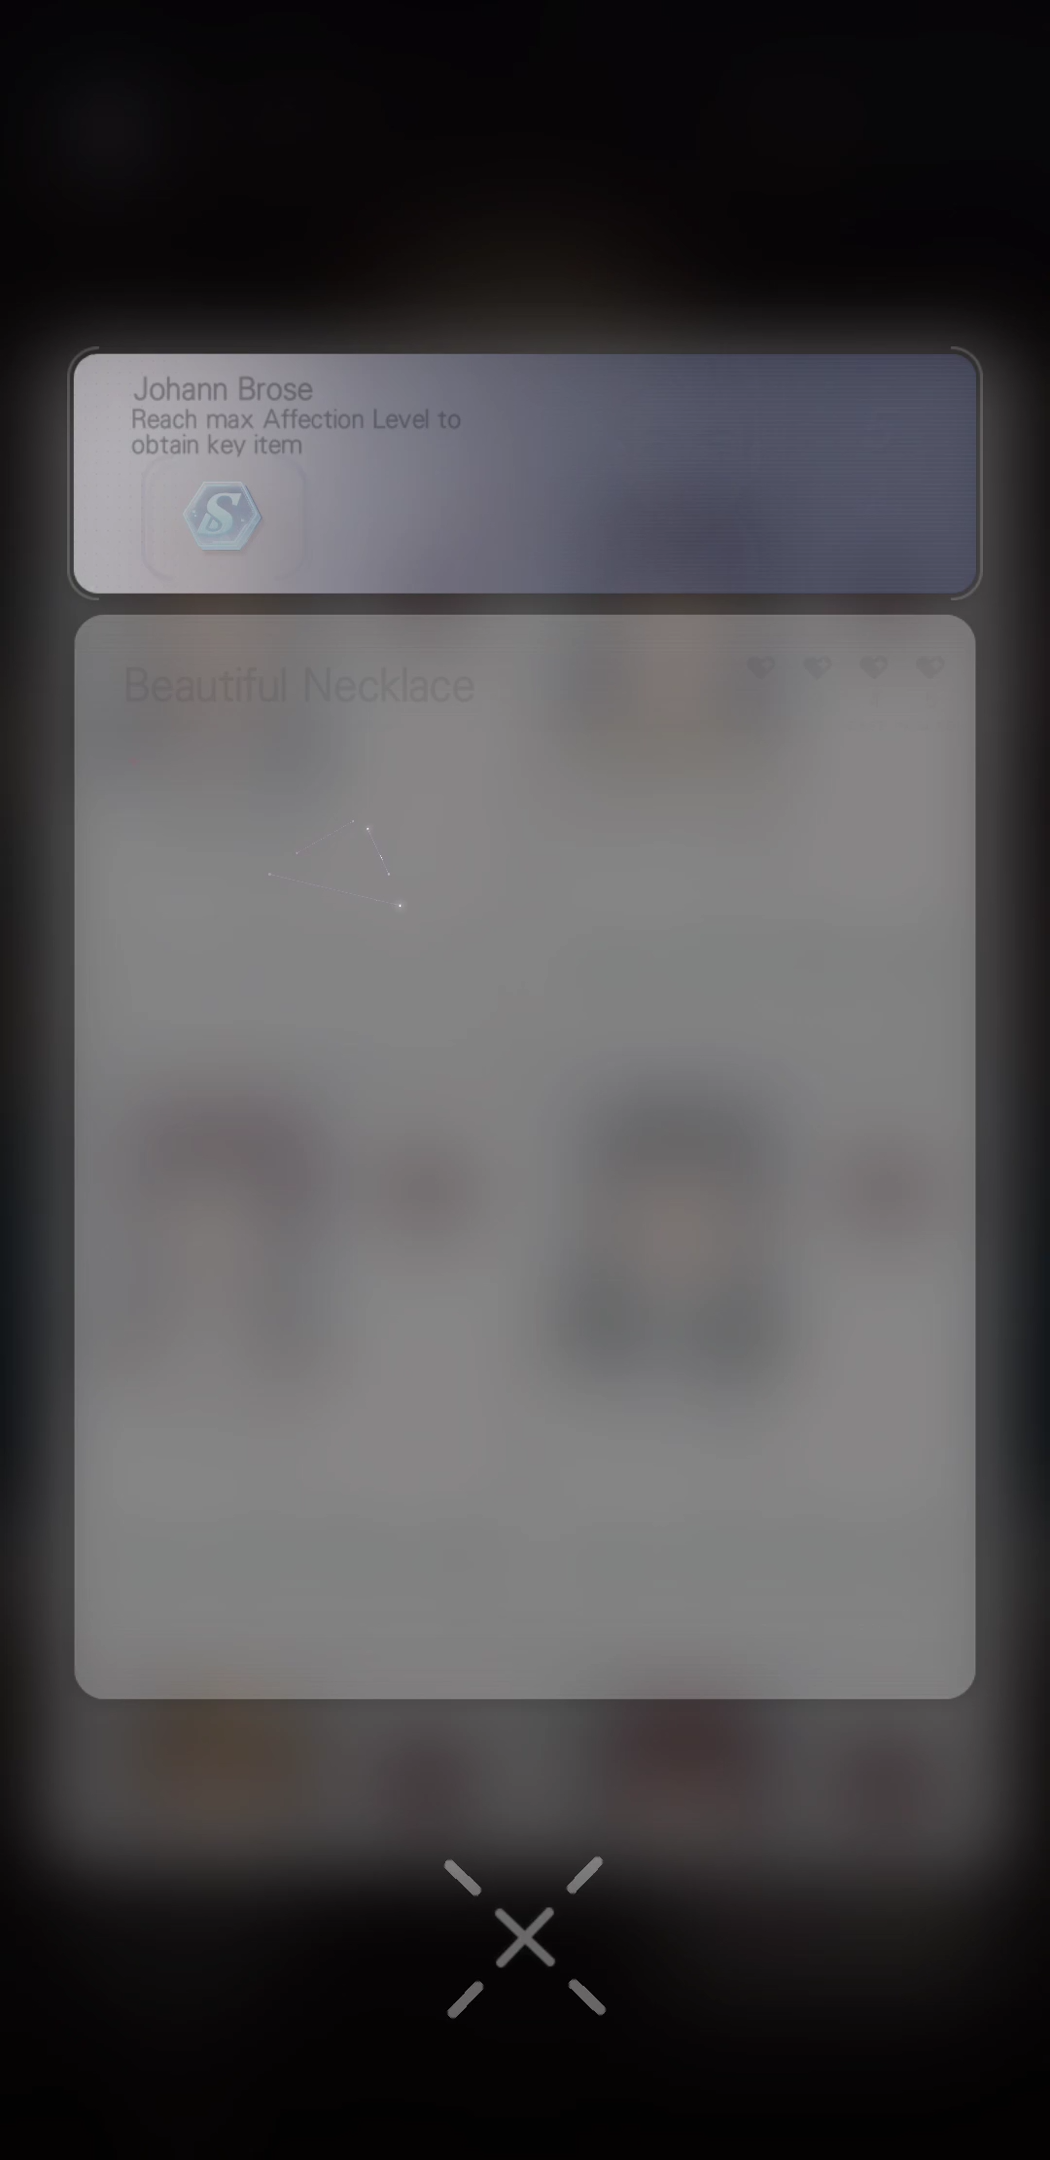 Johann Brose
Reach max Affection Level to
obtain key item
S
Beautiful Necklace